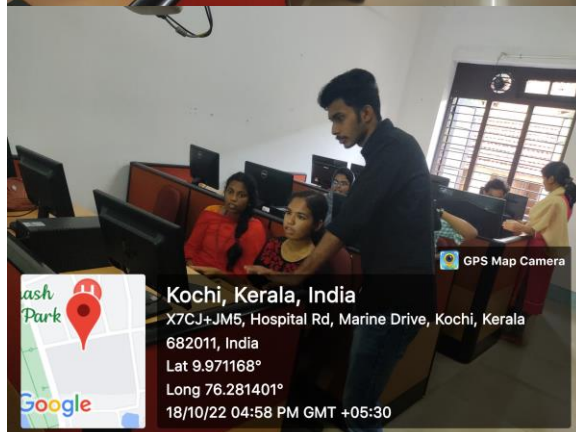 GPS Map Camera
ash
Park
Google
Kochi, Kerala, India
X7CJ+JM5, Hospital Rd, Marine Drive, Kochi, Kerala
682011, India
Lat 9.971168°
Long 76.281401°
18/10/22 04:58 PM GMT +05:30